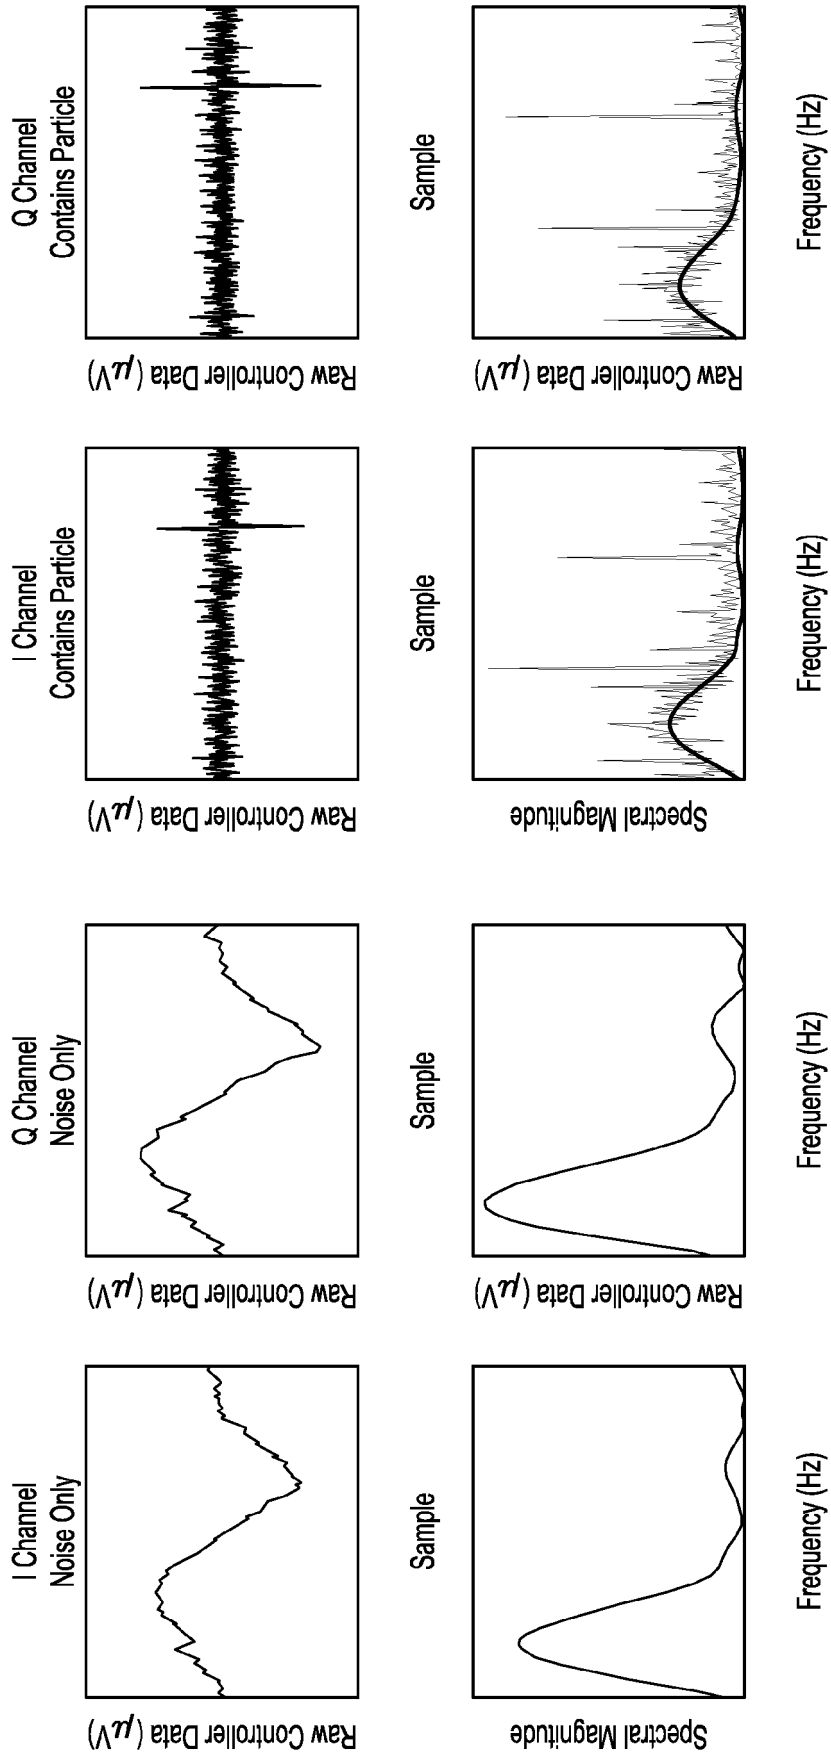 I Channel
Noise Only
Raw Controller Data (μV)
Sample
Q Channel
Noise Only
Raw Controller Data (μV)
Sample
I Channel
Contains Particle
Raw Controller Data (μV)
Sample
Q Channel
Contains Particle
Raw Controller Data (μV)
Sample
Spectral Magnitude
Frequency (Hz)
Raw Controller Data (μV)
Frequency (Hz)
Spectral Magnitude
Frequency (Hz)
Raw Controller Data (μV)
Frequency (Hz)